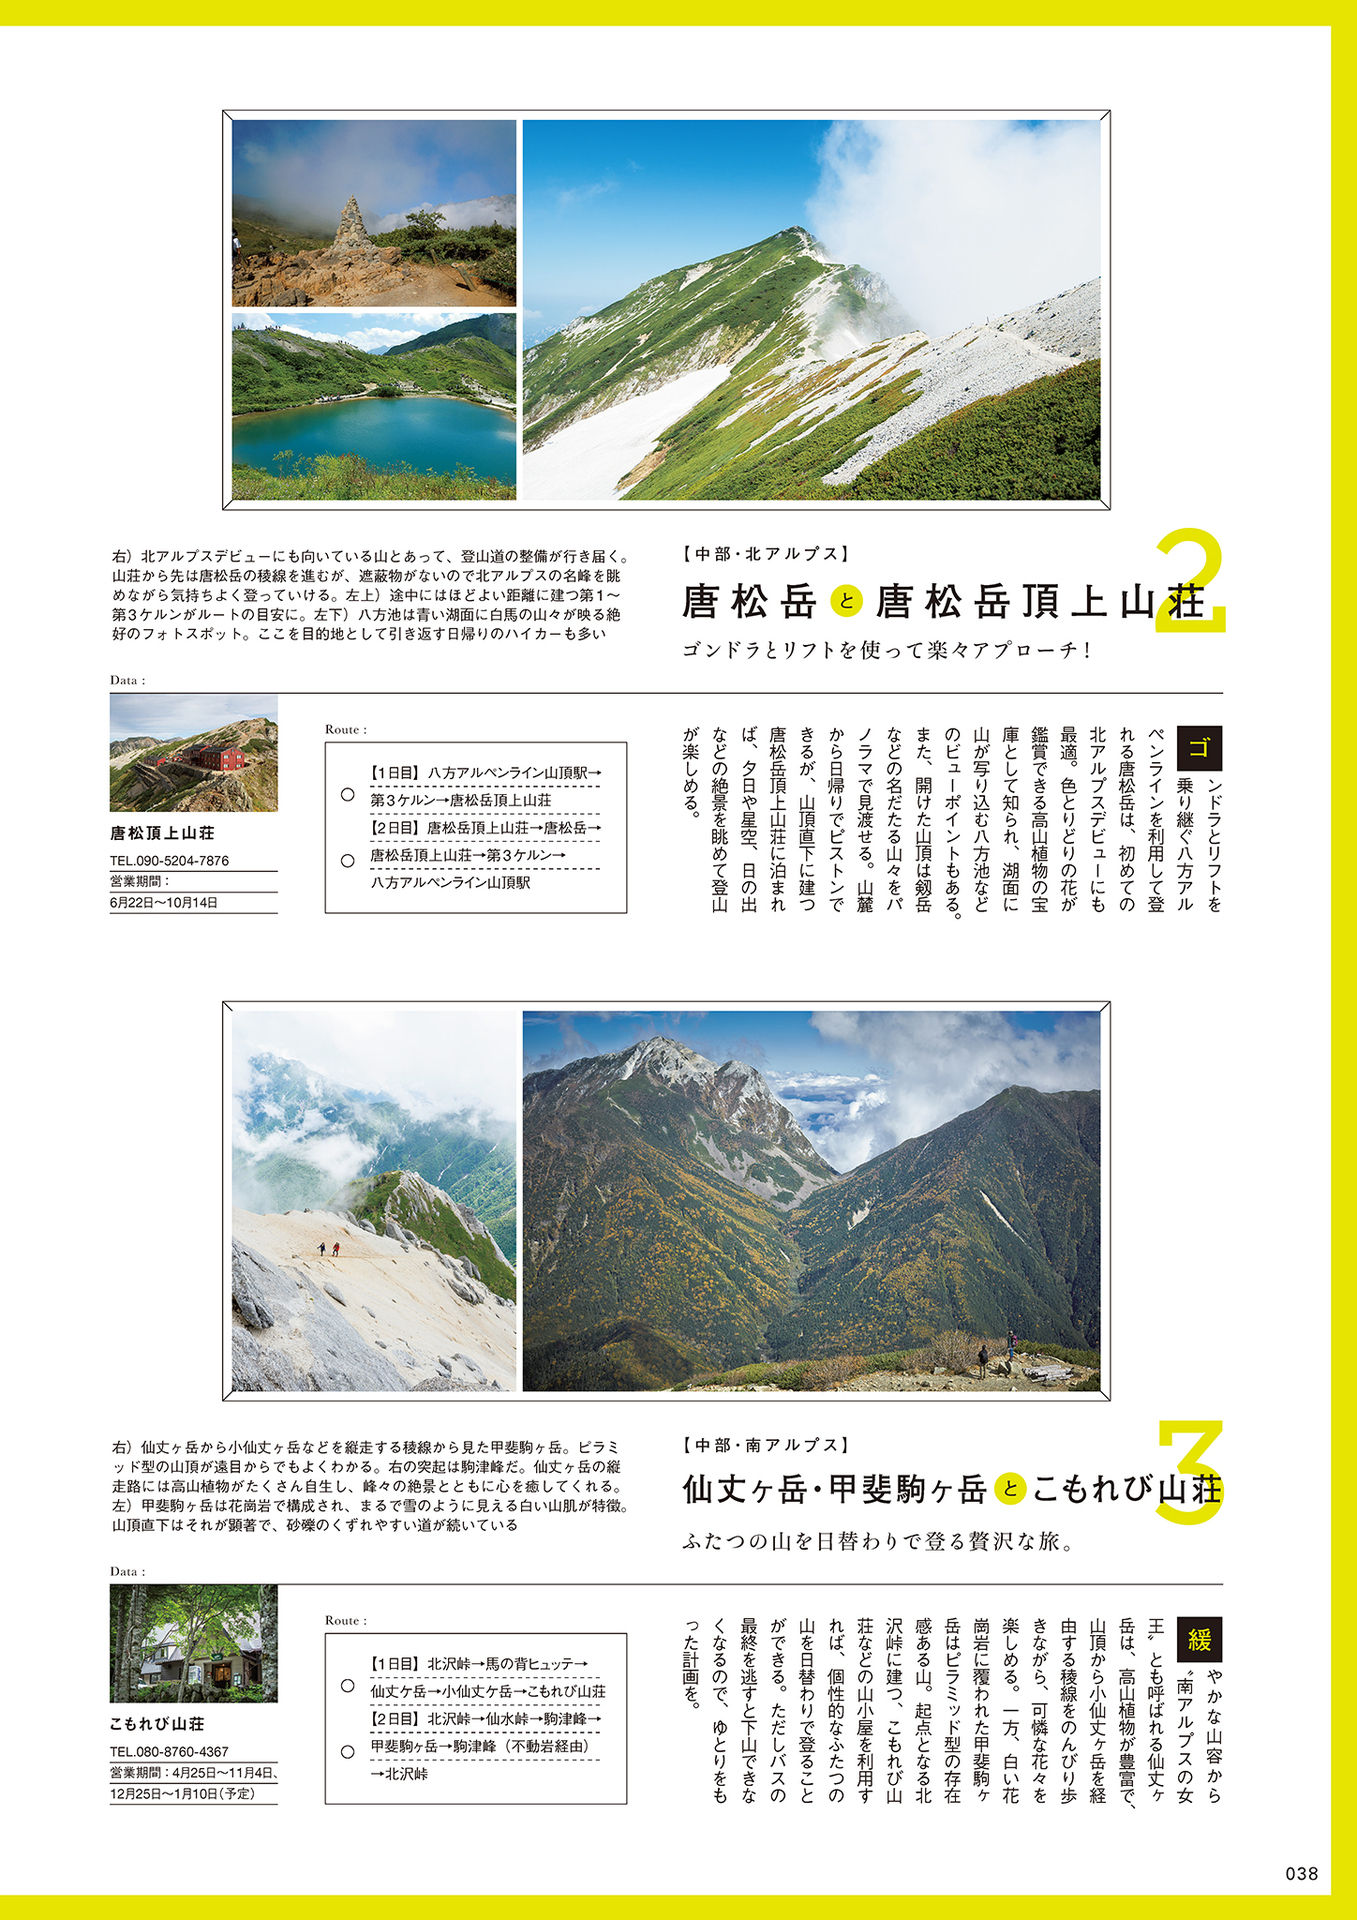 2
【中部・北アルプス】
唐松岳と唐松岳頂上山荘
ゴンドラとリフトを使って楽々アプローチ！
右）北アルプスデビューにも向いている山とあって、登山道の整備が行き届く。
山荘から先は唐松岳の稜線を進むが、遮蔽物がないので北アルプスの名峰を眺
めながら気持ちよく登っていける。左上）途中にはほどよい距離に建つ第1〜
第3ケルンがルートの目安に。左下）八方池は青い湖面に白馬の山々が映る絶
好のフォトスポット。ここを目的地として引き返す日帰りのハイカーも多い
ゴンドラとリフトを
乗り継ぐ八方アル
ペンラインを利用して登
れる唐松岳は、初めての
北アルプスデビューにも
最適。色とりどりの花が
鑑賞できる高山植物の宝
庫として知られ、湖面に
山が写り込む八方池など
のビューポイントもある。
また、開けた山頂は剱岳
などの名だたる山々をパ
ノラマで見渡せる。山麓
から日帰りでピストンで
きるが、山頂直下に建つ
唐松岳頂上山荘に泊まれ
ば、夕日や星空、日の出
などの絶景を眺めて登山
が楽しめる。
Data :
唐松頂上山荘
TEL.090-5204-7876
営業期間：
6月22日〜10月14日
Route :
【1日目】八方アルペンライン山頂駅→
第3ケルン→唐松岳頂上山荘
【2日目】唐松岳頂上山荘→唐松岳→
唐松岳頂上山荘→第3ケルン→
八方アルペンライン山頂駅
3
【中部・南アルプス】
仙丈ヶ岳・甲斐駒ヶ岳とこもれび山荘
ふたつの山を日替わりで登る贅沢な旅。
右）仙丈ヶ岳から小仙丈ヶ岳などを縦走する稜線から見た甲斐駒ヶ岳。ピラミ
ッド型の山頂が遠目からでもよくわかる。右の突起は駒津峰だ。仙丈ヶ岳の縦
走路には高山植物がたくさん自生し、峰々の絶景とともに心を癒してくれる。
左）甲斐駒ヶ岳は花崗岩で構成され、まるで雪のように見える白い山肌が特徴。
山頂直下はそれが顕著で、砂礫のくずれやすい道が続いている
緩やかな山容から
〝南アルプスの女
王〟とも呼ばれる仙丈ヶ
岳は、高山植物が豊富で、
山頂から小仙丈ヶ岳を経
由する稜線をのんびり歩
きながら、可憐な花々を
楽しめる。一方、白い花
崗岩に覆われた甲斐駒ヶ
岳はピラミッド型の存在
感ある山。起点となる北
沢峠に建つ、こもれび山
荘などの山小屋を利用す
れば、個性的なふたつの
山を日替わりで登ること
ができる。ただしバスの
最終を逃すと下山できな
くなるので、ゆとりをも
った計画を。
Data :
こもれび山荘
TEL.080-8760-4367
営業期間：4月25日〜11月4日、
12月25日〜1月10日（予定）
Route :
【1日目】北沢峠→馬の背ヒュッテ→
仙丈ケ岳→小仙丈ケ岳→こもれび山荘
【2日目】北沢峠→仙水峠→駒津峰→
甲斐駒ヶ岳→駒津峰（不動岩経由）
→北沢峠
038